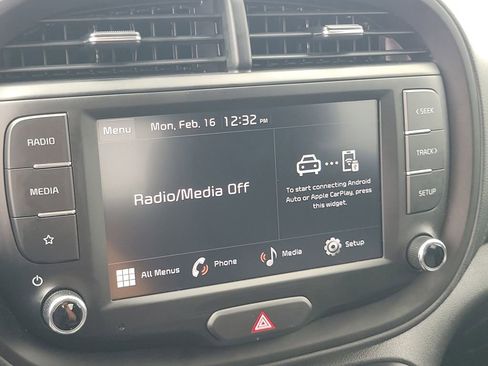 Menu Mon, Feb. 16 12:32 PM
RADIO
MEDIA
< SEEK
TRACK >
SETUP
Radio/Media Off
To start connecting Android
Auto or Apple CarPlay, press
this widget.
All Menus Phone Media Setup